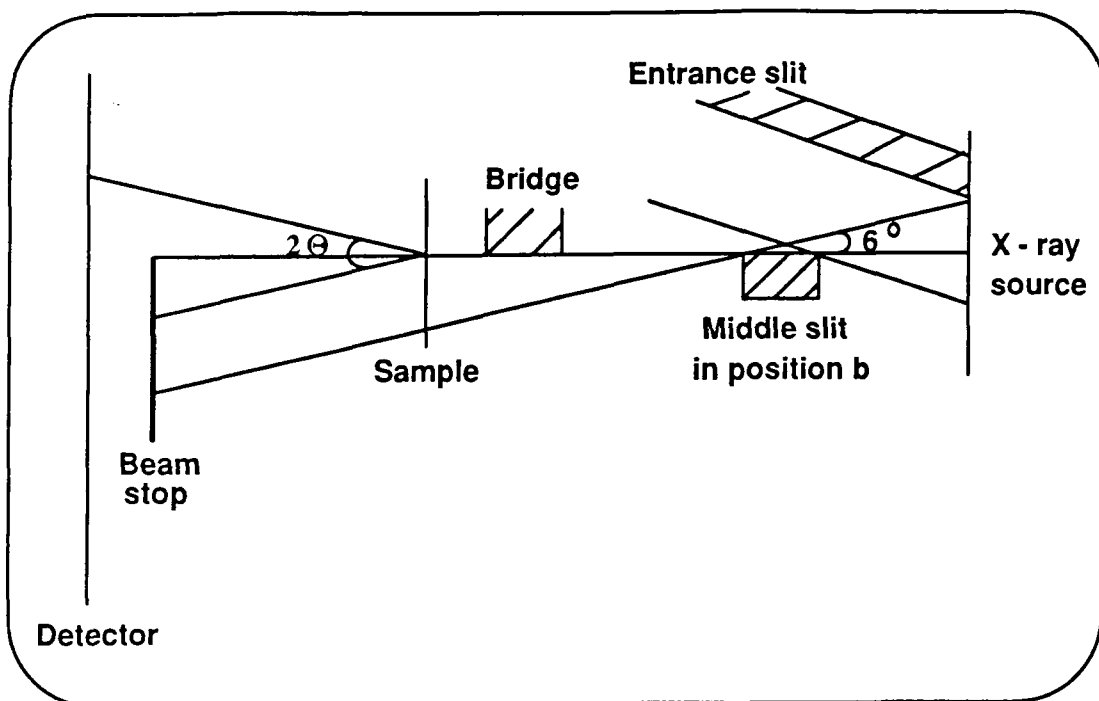 Entrance slit
Bridge
2Θ
6°
X - ray
source
Middle slit
in position b
Sample
Beam
stop
Detector